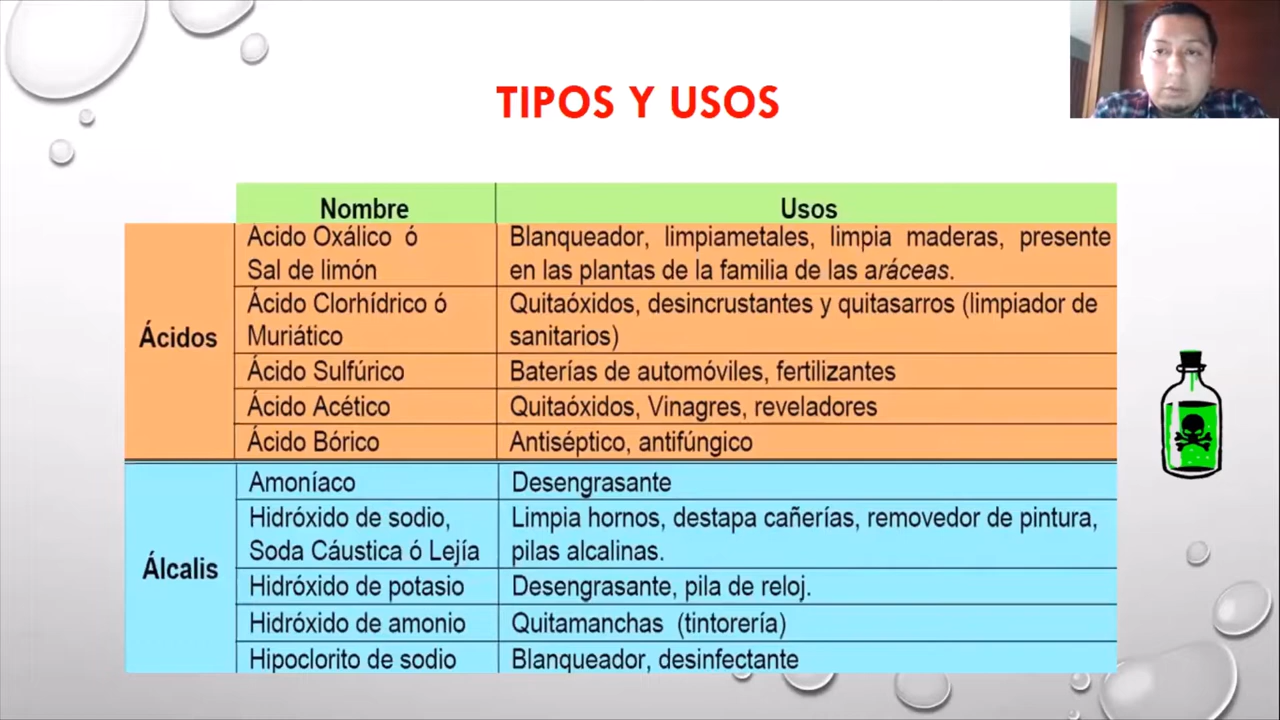 TIPOS Y USOS
Nombre Usos
Ácidos
Acido Oxálico ó
Sal de limón
Blanqueador, limpiametales, limpia maderas, presente
en las plantas de la familia de las aráceas.
Ácido Clorhídrico ó
Muriático
Quitaóxidos, desincrustantes y quitasarros (limpiador de
sanitarios)
Ácido Sulfúrico
Baterías de automóviles, fertilizantes
Ácido Acético
Quitaóxidos, Vinagres, reveladores
Ácido Bórico
Antiséptico, antifúngico
Álcalis
Amoníaco
Desengrasante
Hidróxido de sodio,
Soda Cáustica ó Lejía
Limpia hornos, destapa cañerías, removedor de pintura,
pilas alcalinas.
Hidróxido de potasio
Desengrasante, pila de reloj.
Hidróxido de amonio
Quitamanchas (tintorería)
Hipoclorito de sodio
Blanqueador, desinfectante